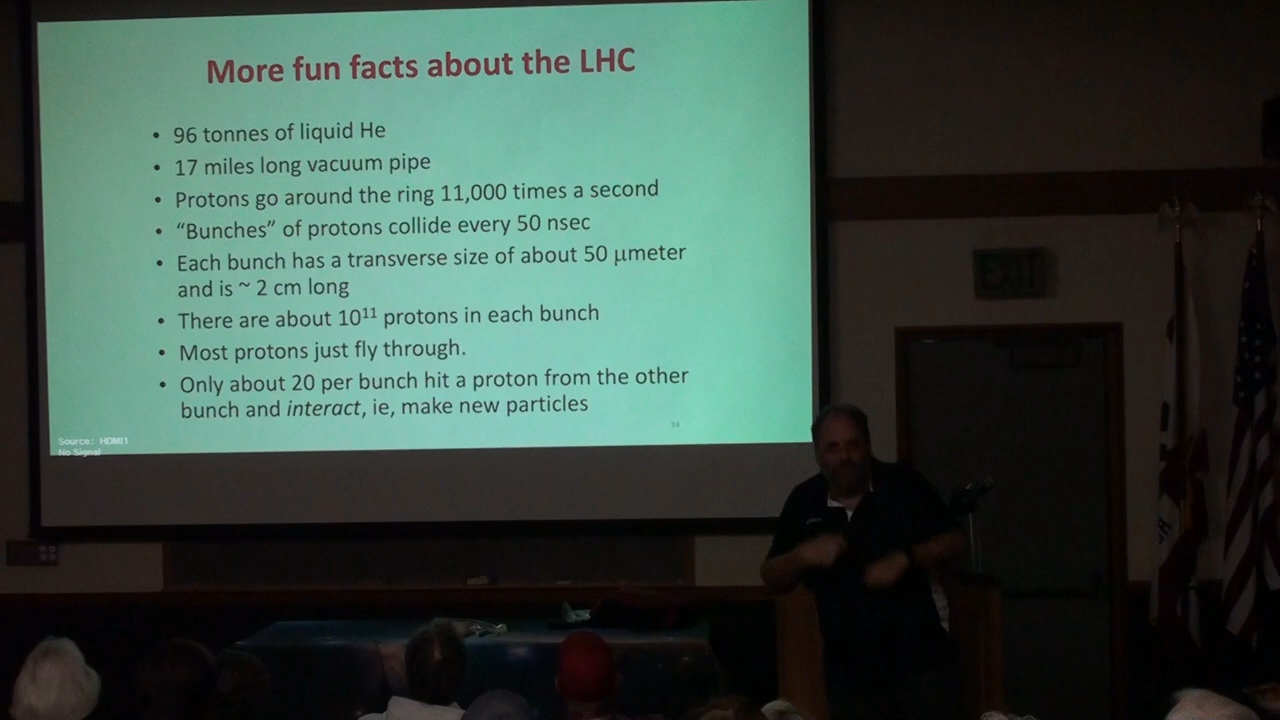 More fun facts about the LHC
• 96 tonnes of liquid He
• 17 miles long vacuum pipe
• Protons go around the ring 11,000 times a second
• “Bunches” of protons collide every 50 nsec
• Each bunch has a transverse size of about 50 μmeter
and is ~ 2 cm long
• There are about 10¹¹ protons in each bunch
• Most protons just fly through.
• Only about 20 per bunch hit a proton from the other
bunch and interact, ie, make new particles
Source: HDMI1
No Signal
EXIT